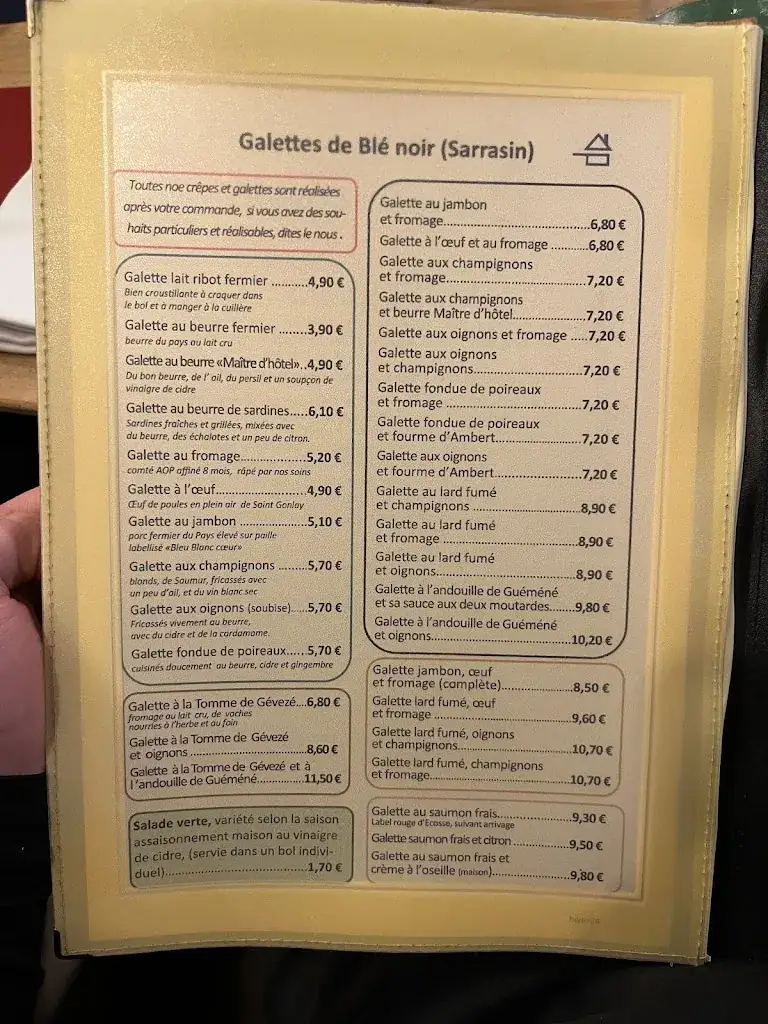 Galettes de Blé noir (Sarrasin)
Toutes noe crêpes et galettes sont réalisées
après votre commande, si vous avez des sou-
haits particuliers et réalisables, dites le nous .
Galette lait ribot fermier ..........4,90 €
Bien croustillante à craquer dans
le bol et à manger à la cuillère
Galette au beurre fermier .......3,90 €
beurre du pays au lait cru
Galette au beurre «Maître d'hôtel»..4,90 €
Du bon beurre, de l' ail, du persil et un soupçon de
vinaigre de cidre
Galette au beurre de sardines.....6,10 €
Sardines fraîches et grillées, mixées avec
du beurre, des échalotes et un peu de citron.
Galette au fromage..................5,20 €
comté AOP affiné 8 mois, râpé par nos soins
Galette à l'œuf.........................4,90 €
Œuf de poules en plein air de Saint Gonlay
Galette au jambon ..................5,10 €
porc fermier du Pays élevé sur paille
labellisé «Bleu Blanc cœur»
Galette aux champignons ........5,70 €
blonds, de Saumur, fricassés avec
un peu d'ail, et du vin blanc sec
Galette aux oignons (soubise).....5,70 €
Fricassés vivement au beurre,
avec du cidre et de la cardamome.
Galette fondue de poireaux......5,70 €
cuisinés doucement au beurre, cidre et gingembre
Galette à la Tomme de Gévezé....6,80 €
fromage au lait cru, de vaches
nourries à l'herbe et au foin
Galette à la Tomme de Gévezé
et oignons .................................8,60 €
Galette à la Tomme de Gévezé et à
l'andouille de Guéméné.............11,50 €
Salade verte, variété selon la saison
assaisonnement maison au vinaigre
de cidre, (servie dans un bol indivi-
duel).........................................1,70 €
Galette au jambon
et fromage.....................................6,80 €
Galette à l'œuf et au fromage ..........6,80 €
Galette aux champignons
et fromage....................................7,20 €
Galette aux champignons
et beurre Maître d'hôtel...................7,20 €
Galette aux oignons et fromage .....7,20 €
Galette aux oignons
et champignons.............................7,20 €
Galette fondue de poireaux
et fromage ....................................7,20 €
Galette fondue de poireaux
et fourme d'Ambert........................7,20 €
Galette aux oignons
et fourme d'Ambert........................7,20 €
Galette au lard fumé
et champignons ............................8,90 €
Galette au lard fumé
et fromage ...................................8,90 €
Galette au lard fumé
et oignons.....................................8,90 €
Galette à l'andouille de Guéméné
et sa sauce aux deux moutardes.......9,80 €
Galette à l'andouille de Guéméné
et oignons....................................10,20 €
Galette jambon, œuf
et fromage (complète)....................8,50 €
Galette lard fumé, œuf
et fromage ...................................9,60 €
Galette lard fumé, oignons
et champignons............................10,70 €
Galette lard fumé, champignons
et fromage...................................10,70 €
Galette au saumon frais...................9,30 €
Label rouge d'Ecosse, suivant arrivage
Galette saumon frais et citron ..............9,50 €
Galette au saumon frais et
crème à l'oseille (maison)...................9,80 €